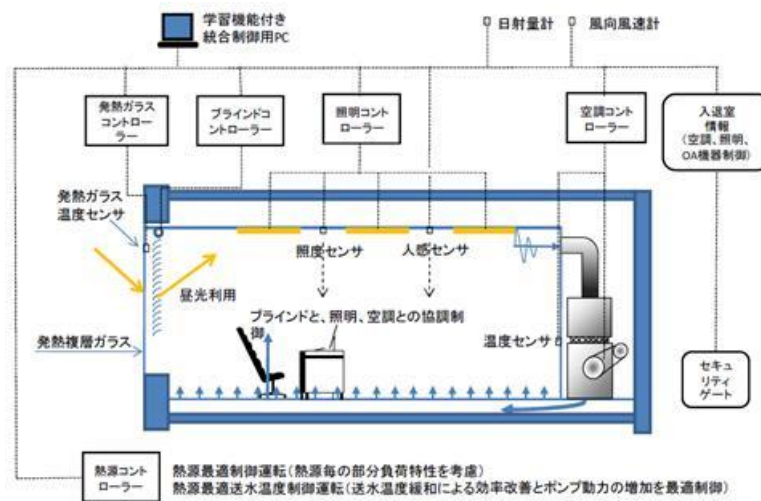 学習機能付き
統合制御用PC
日射量計
風向風速計
発熱ガラス
コントロー
ラー
ブラインドコ
ントローラー
照明コント
ローラー
空調コント
ローラー
入退室
情報
(空調、照明、
OA機器制御)
発熱ガラス
温度センサ
照度センサ
人感センサ
昼光利用
ブラインドと、照明、空調との協調制
御
発熱複層ガラス
温度センサ
セキュ
リティ
ゲート
熱源コント
ローラー
熱源最適制御運転(熱源毎の部分負荷特性を考慮)
熱源最適送水温度制御運転(送水温度緩和による効率改善とポンプ動力の増加を最適制御)